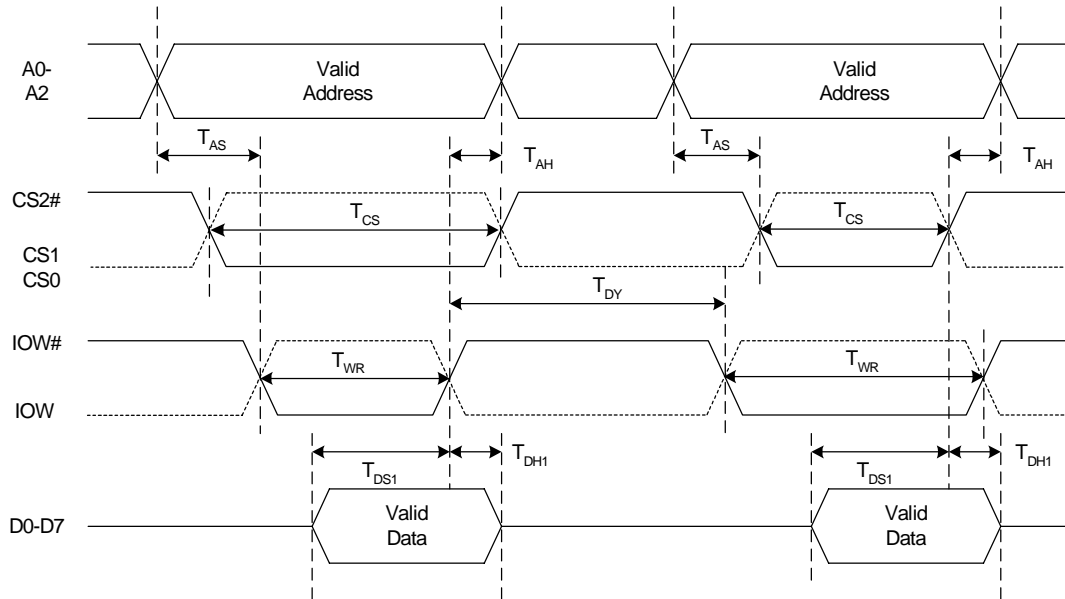 A0-
A2
Valid
Address
Valid
Address
TAS
TAH
TAS
TAH
CS2#
CS1
CS0
TCS
TCS
TDY
IOW#
IOW
TWR
TWR
TDS1
TDH1
TDS1
TDH1
D0-D7
Valid
Data
Valid
Data